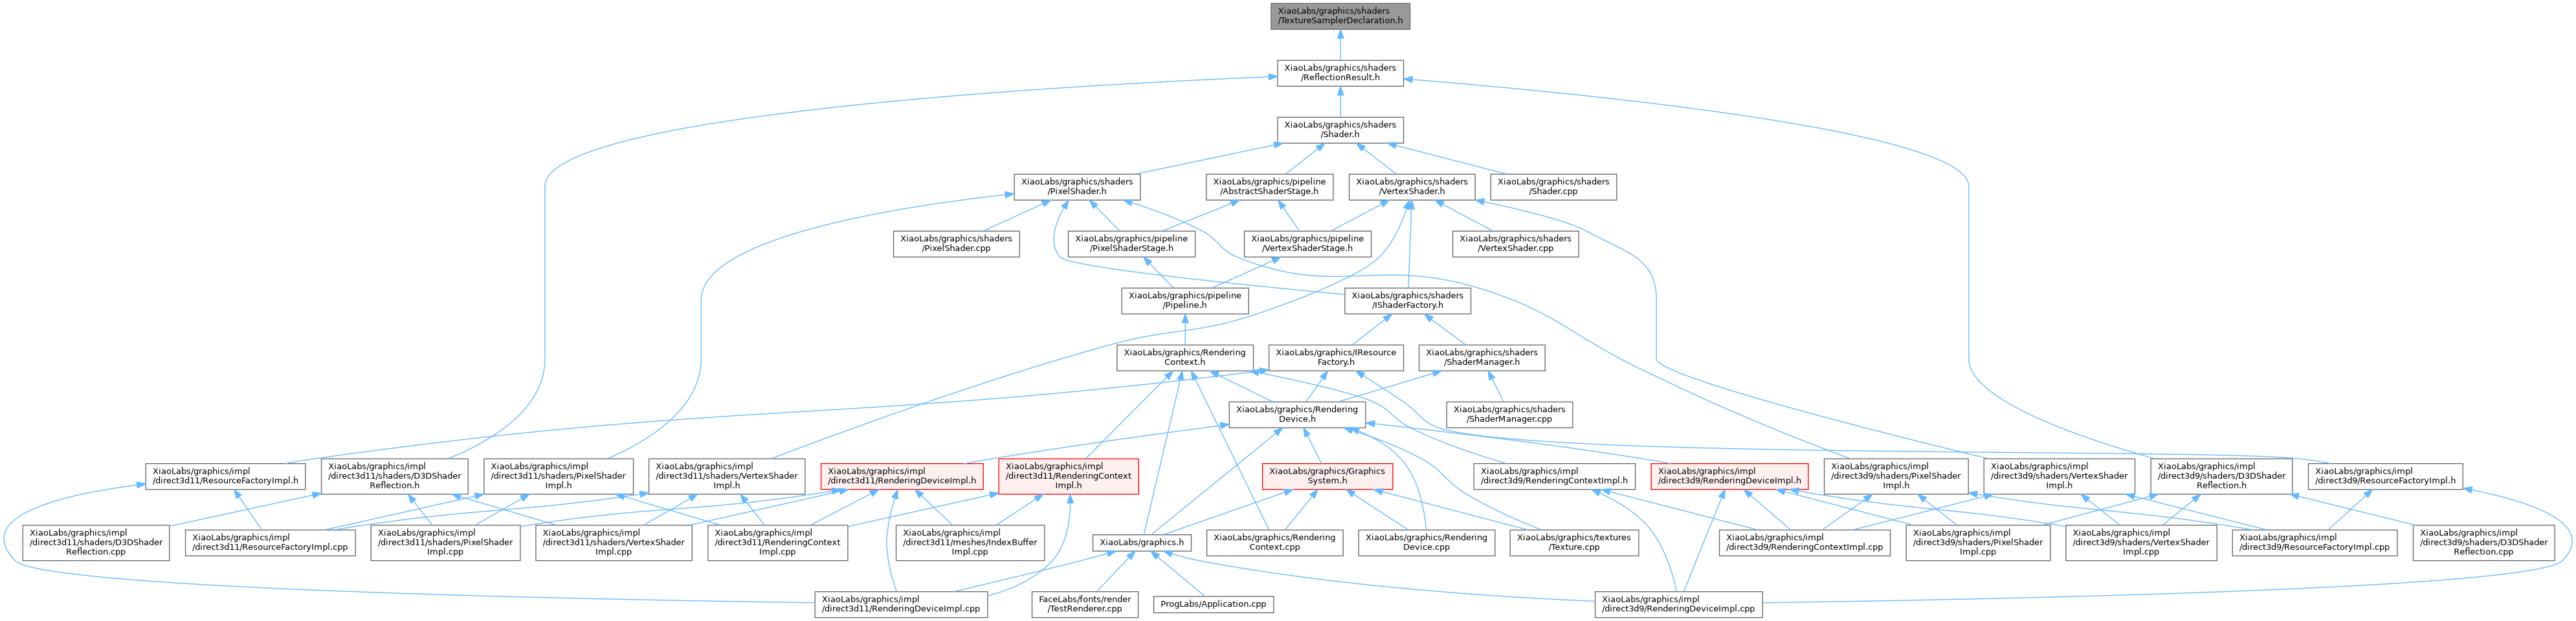 XiaoLabs/graphics/shaders
/TextureSamplerDeclaration.h
XiaoLabs/graphics/shaders
/ReflectionResult.h
XiaoLabs/graphics/shaders
/Shader.h
XiaoLabs/graphics/shaders
/PixelShader.h
XiaoLabs/graphics/pipeline
/AbstractShaderStage.h
XiaoLabs/graphics/shaders
/VertexShader.h
XiaoLabs/graphics/shaders
/Shader.cpp
XiaoLabs/graphics/shaders
/PixelShader.cpp
XiaoLabs/graphics/pipeline
/PixelShaderStage.h
XiaoLabs/graphics/pipeline
/VertexShaderStage.h
XiaoLabs/graphics/shaders
/VertexShader.cpp
XiaoLabs/graphics/pipeline
/Pipeline.h
XiaoLabs/graphics/shaders
/IShaderFactory.h
XiaoLabs/graphics/Rendering
Context.h
XiaoLabs/graphics/IResource
Factory.h
XiaoLabs/graphics/shaders
/ShaderManager.h
XiaoLabs/graphics/Rendering
Device.h
XiaoLabs/graphics/shaders
/ShaderManager.cpp
XiaoLabs/graphics/impl
/direct3d11/ResourceFactoryImpl.h
XiaoLabs/graphics/impl
/direct3d11/shaders/D3DShader
Reflection.h
XiaoLabs/graphics/impl
/direct3d11/shaders/PixelShader
Impl.h
XiaoLabs/graphics/impl
/direct3d11/shaders/VertexShader
Impl.h
XiaoLabs/graphics/impl
/direct3d11/RenderingDeviceImpl.h
XiaoLabs/graphics/impl
/direct3d11/RenderingContext
Impl.h
XiaoLabs/graphics/Graphics
System.h
XiaoLabs/graphics/impl
/direct3d9/RenderingContextImpl.h
XiaoLabs/graphics/impl
/direct3d9/RenderingDeviceImpl.h
XiaoLabs/graphics/impl
/direct3d9/shaders/PixelShader
Impl.h
XiaoLabs/graphics/impl
/direct3d9/shaders/VertexShader
Impl.h
XiaoLabs/graphics/impl
/direct3d9/shaders/D3DShader
Reflection.h
XiaoLabs/graphics/impl
/direct3d9/ResourceFactoryImpl.h
XiaoLabs/graphics/impl
/direct3d11/shaders/D3DShader
Reflection.cpp
XiaoLabs/graphics/impl
/direct3d11/ResourceFactoryImpl.cpp
XiaoLabs/graphics/impl
/direct3d11/shaders/PixelShader
Impl.cpp
XiaoLabs/graphics/impl
/direct3d11/shaders/VertexShader
Impl.cpp
XiaoLabs/graphics/impl
/direct3d11/RenderingContext
Impl.cpp
XiaoLabs/graphics/impl
/direct3d11/meshes/IndexBuffer
Impl.cpp
XiaoLabs/graphics.h
XiaoLabs/graphics/Rendering
Context.cpp
XiaoLabs/graphics/Rendering
Device.cpp
XiaoLabs/graphics/textures
/Texture.cpp
XiaoLabs/graphics/impl
/direct3d9/RenderingContextImpl.cpp
XiaoLabs/graphics/impl
/direct3d9/shaders/PixelShader
Impl.cpp
XiaoLabs/graphics/impl
/direct3d9/shaders/VertexShader
Impl.cpp
XiaoLabs/graphics/impl
/direct3d9/ResourceFactoryImpl.cpp
XiaoLabs/graphics/impl
/direct3d9/shaders/D3DShader
Reflection.cpp
XiaoLabs/graphics/impl
/direct3d11/RenderingDeviceImpl.cpp
FaceLabs/fonts/render
/TestRenderer.cpp
ProgLabs/Application.cpp
XiaoLabs/graphics/impl
/direct3d9/RenderingDeviceImpl.cpp